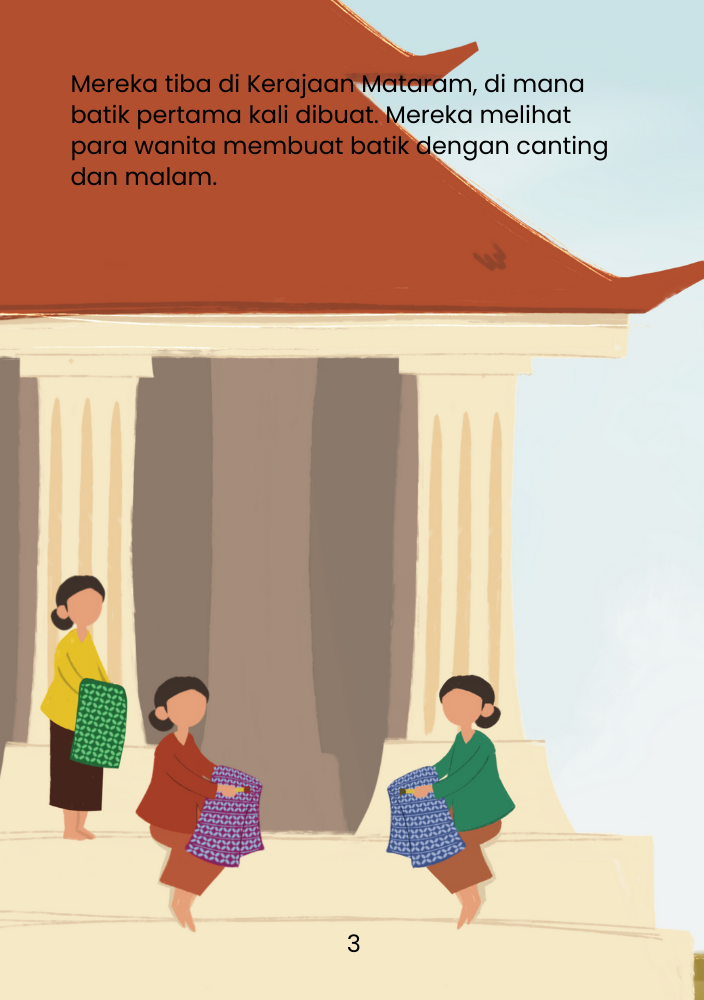 Mereka tiba di Kerajaan Mataram, di mana
batik pertama kali dibuat. Mereka melihat
para wanita membuat batik dengan canting
dan malam.
3